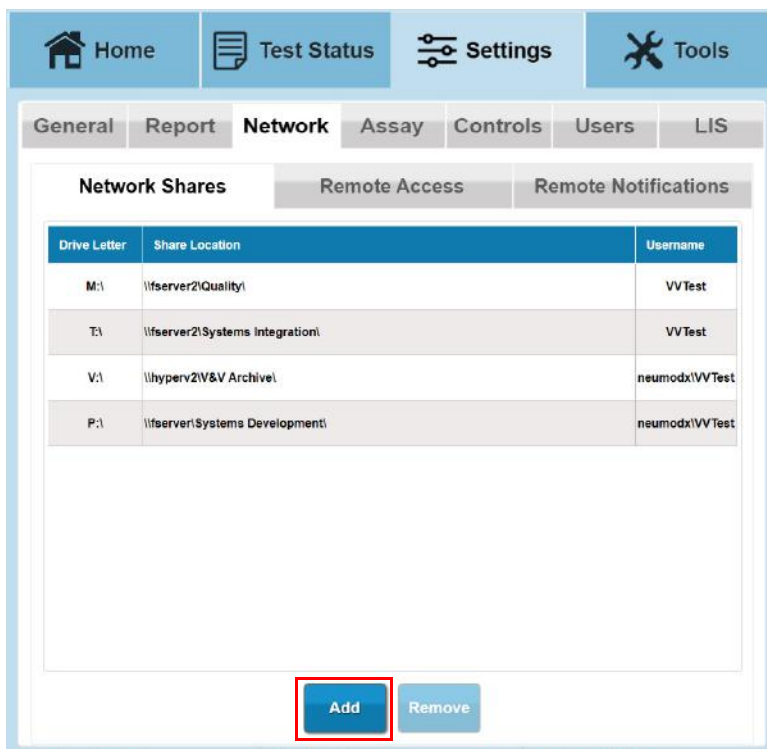 Home Test Status Settings Tools
General Report Network Assay Controls Users LIS
Network Shares Remote Access Remote Notifications
Drive Letter Share Location Username
M:\ \\fserver2\Quality\ VVTest
T:\ \\fserver2\Systems Integration\ VVTest
V:\ \\hyperv2\V&V Archive\ neumodx\VVTest
P:\ \\fserver\Systems Development\ neumodx\VVTest
Add Remove